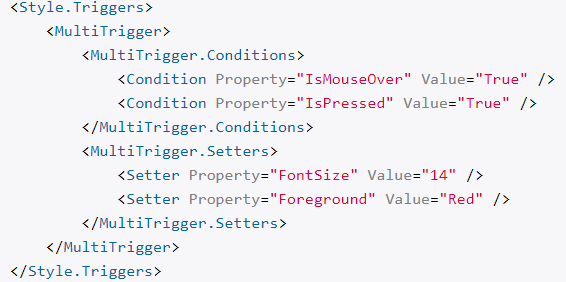 <Style.Triggers>
    <MultiTrigger>
        <MultiTrigger.Conditions>
            <Condition Property="IsMouseOver" Value="True" />
            <Condition Property="IsPressed" Value="True" />
        </MultiTrigger.Conditions>
        <MultiTrigger.Setters>
            <Setter Property="FontSize" Value="14" />
            <Setter Property="Foreground" Value="Red" />
        </MultiTrigger.Setters>
    </MultiTrigger>
</Style.Triggers>